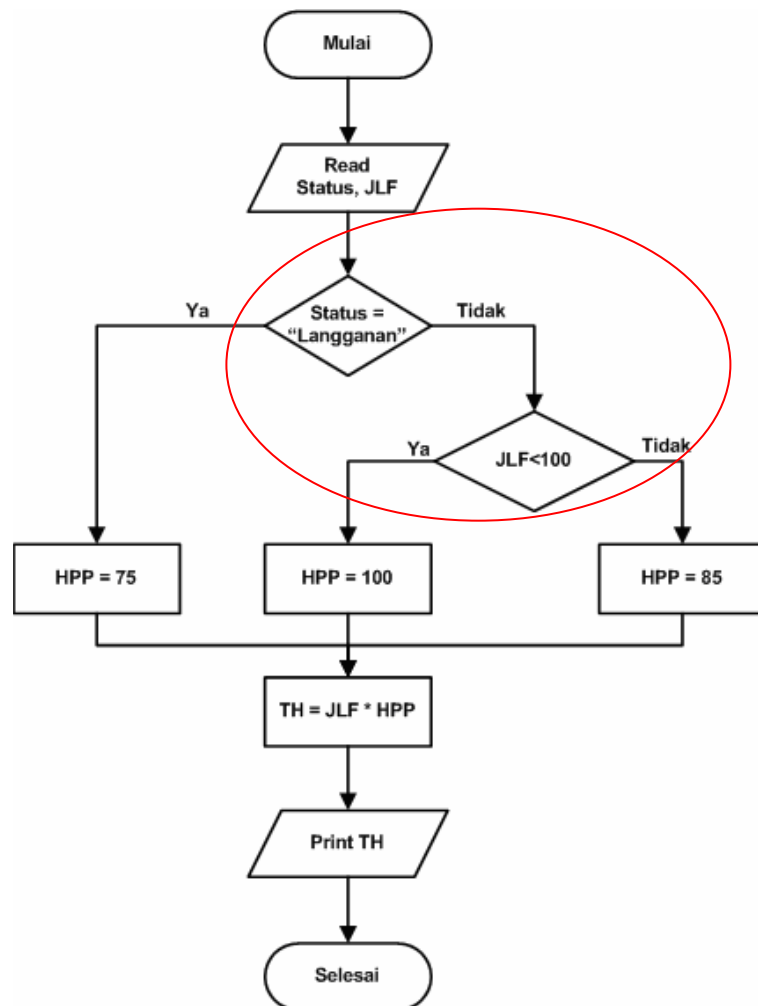 Mulai
Read
Status, JLF
Ya
Status =
“Langganan”
Tidak
Ya
JLF<100
Tidak
HPP = 75
HPP = 100
HPP = 85
TH = JLF * HPP
Print TH
Selesai